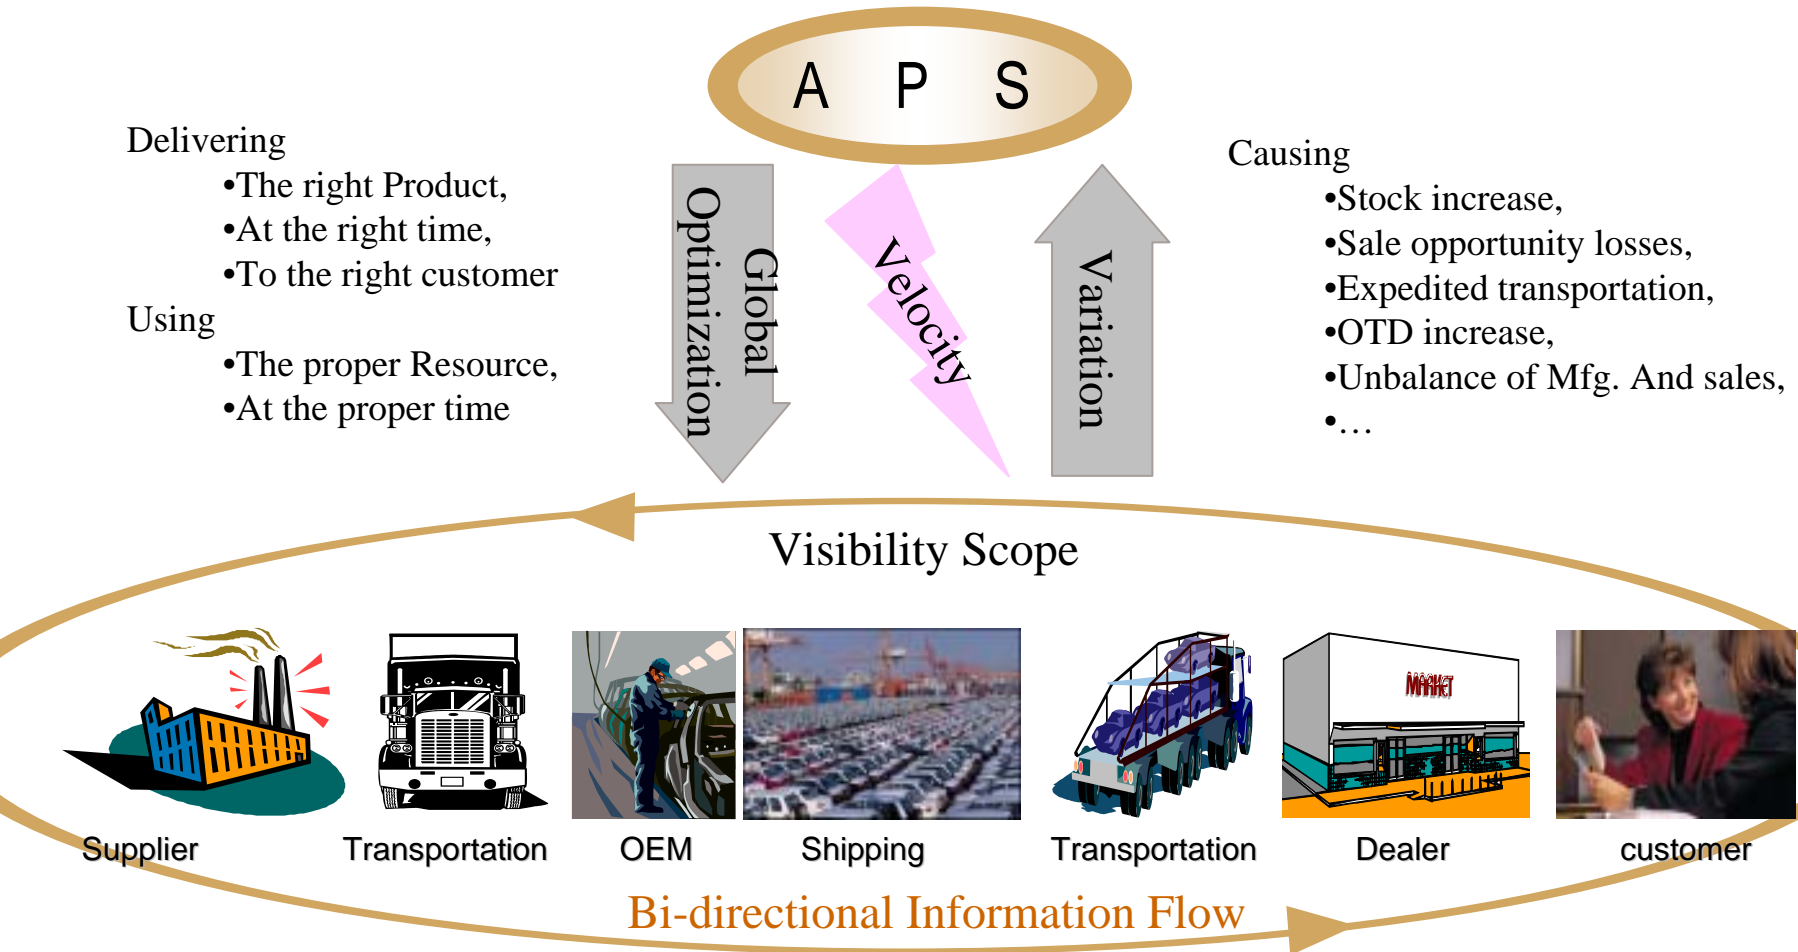 A P S
Delivering
•The right Product,
•At the right time,
•To the right customer
Using
•The proper Resource,
•At the proper time
Global
Optimization
Velocity
Variation
Causing
•Stock increase,
•Sale opportunity losses,
•Expedited transportation,
•OTD increase,
•Unbalance of Mfg. And sales,
•…
Visibility Scope
MARKET
Supplier
Transportation
OEM
Shipping
Transportation
Dealer
customer
Bi-directional Information Flow